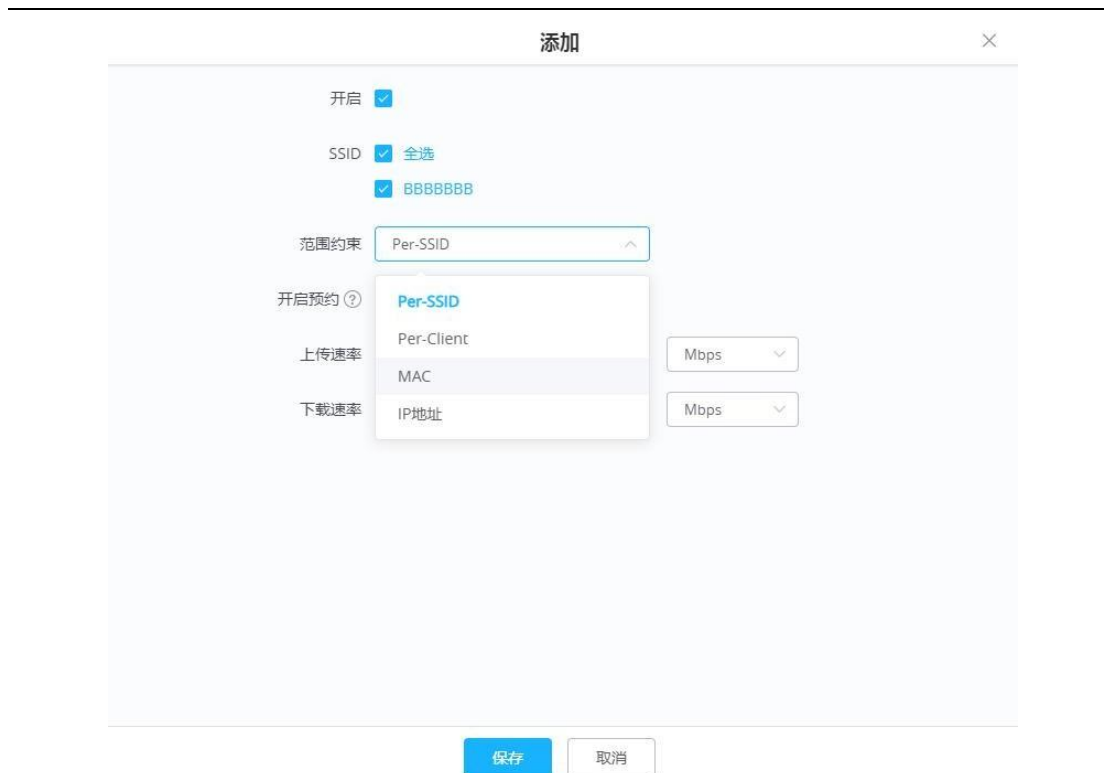 添加
开启
SSID 全选
BBBBBBB
范围约束 Per-SSID
开启预约 ? Per-SSID
Per-Client
上传速率 Mbps
MAC
下载速率 IP地址 Mbps
保存 取消